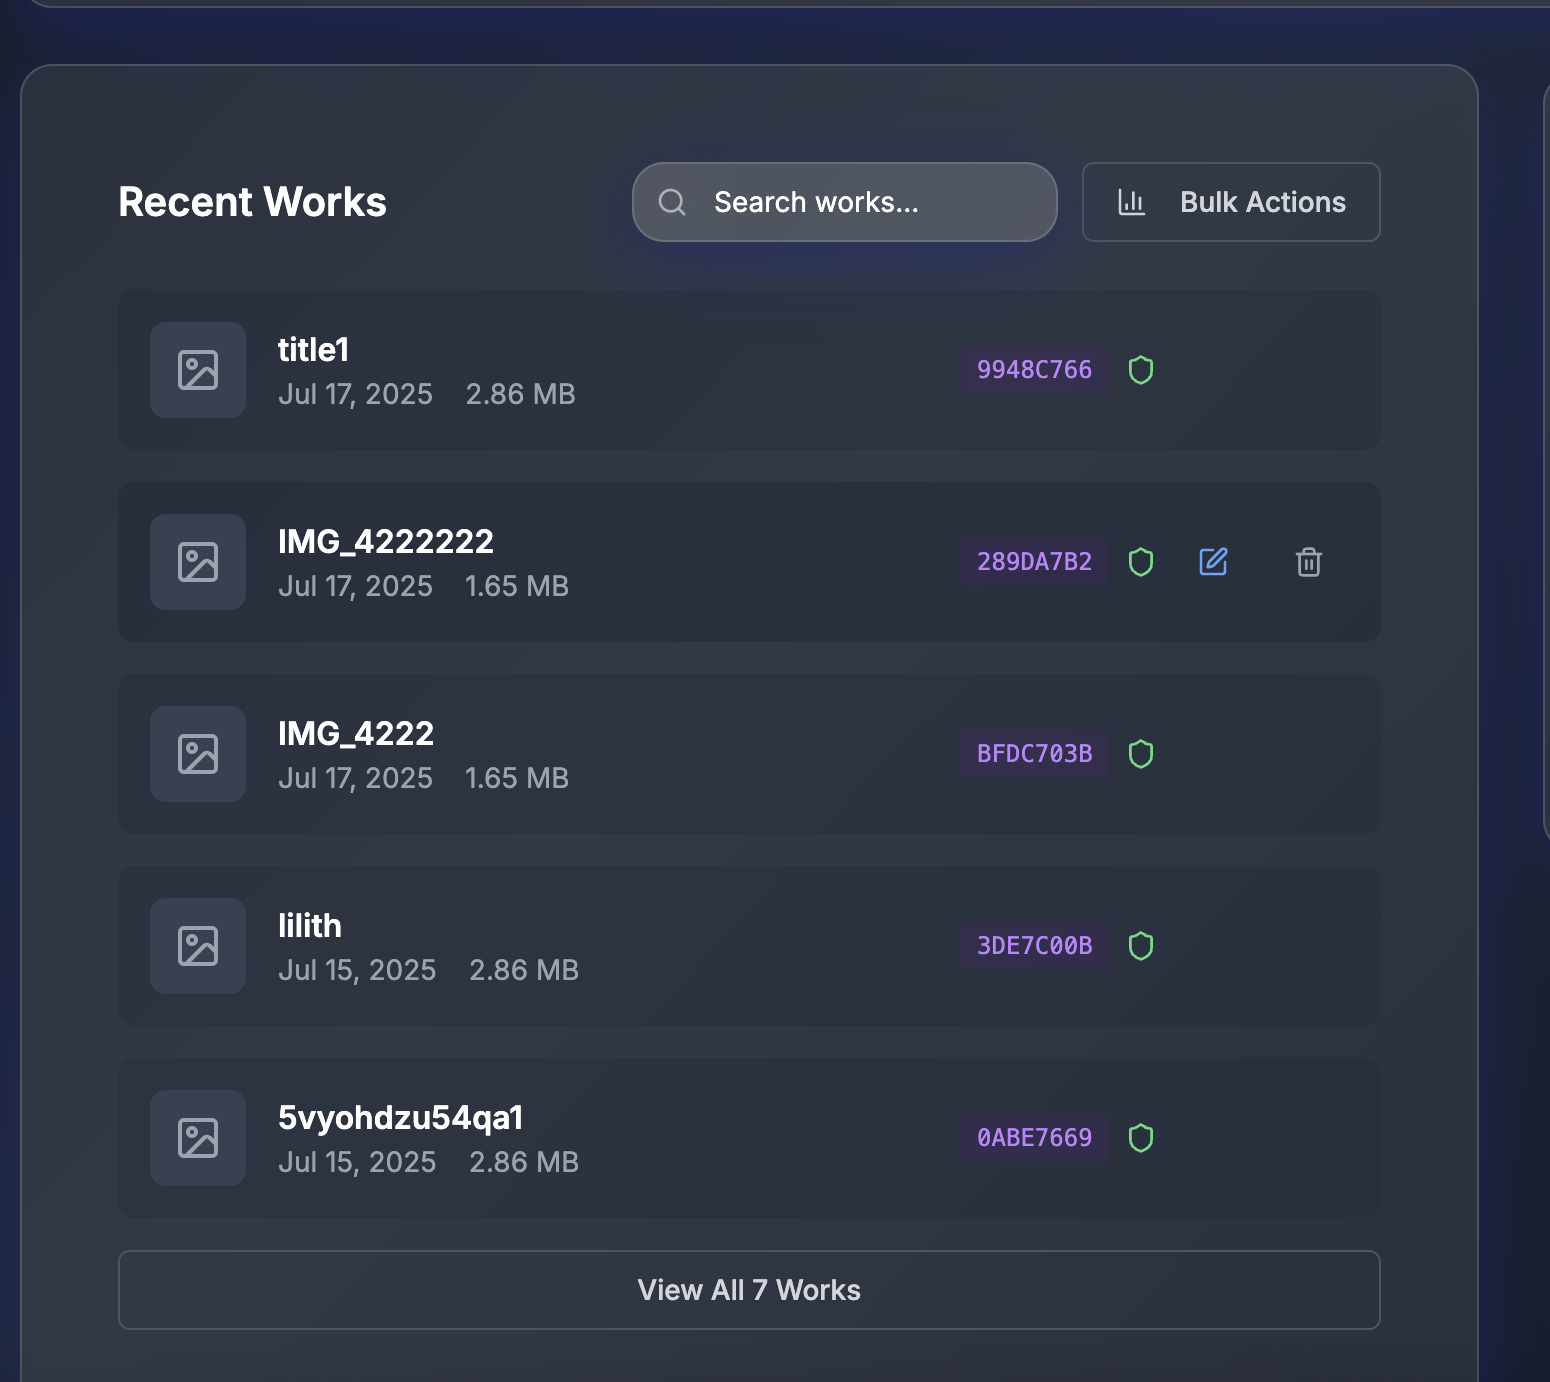 Recent Works
Search works...
Bulk Actions
title1
Jul 17, 2025 2.86 MB
9948C766
IMG_4222222
Jul 17, 2025 1.65 MB
289DA7B2
IMG_4222
Jul 17, 2025 1.65 MB
BFDC703B
lilith
Jul 15, 2025 2.86 MB
3DE7C00B
5vyohdzu54qa1
Jul 15, 2025 2.86 MB
0ABE7669
View All 7 Works